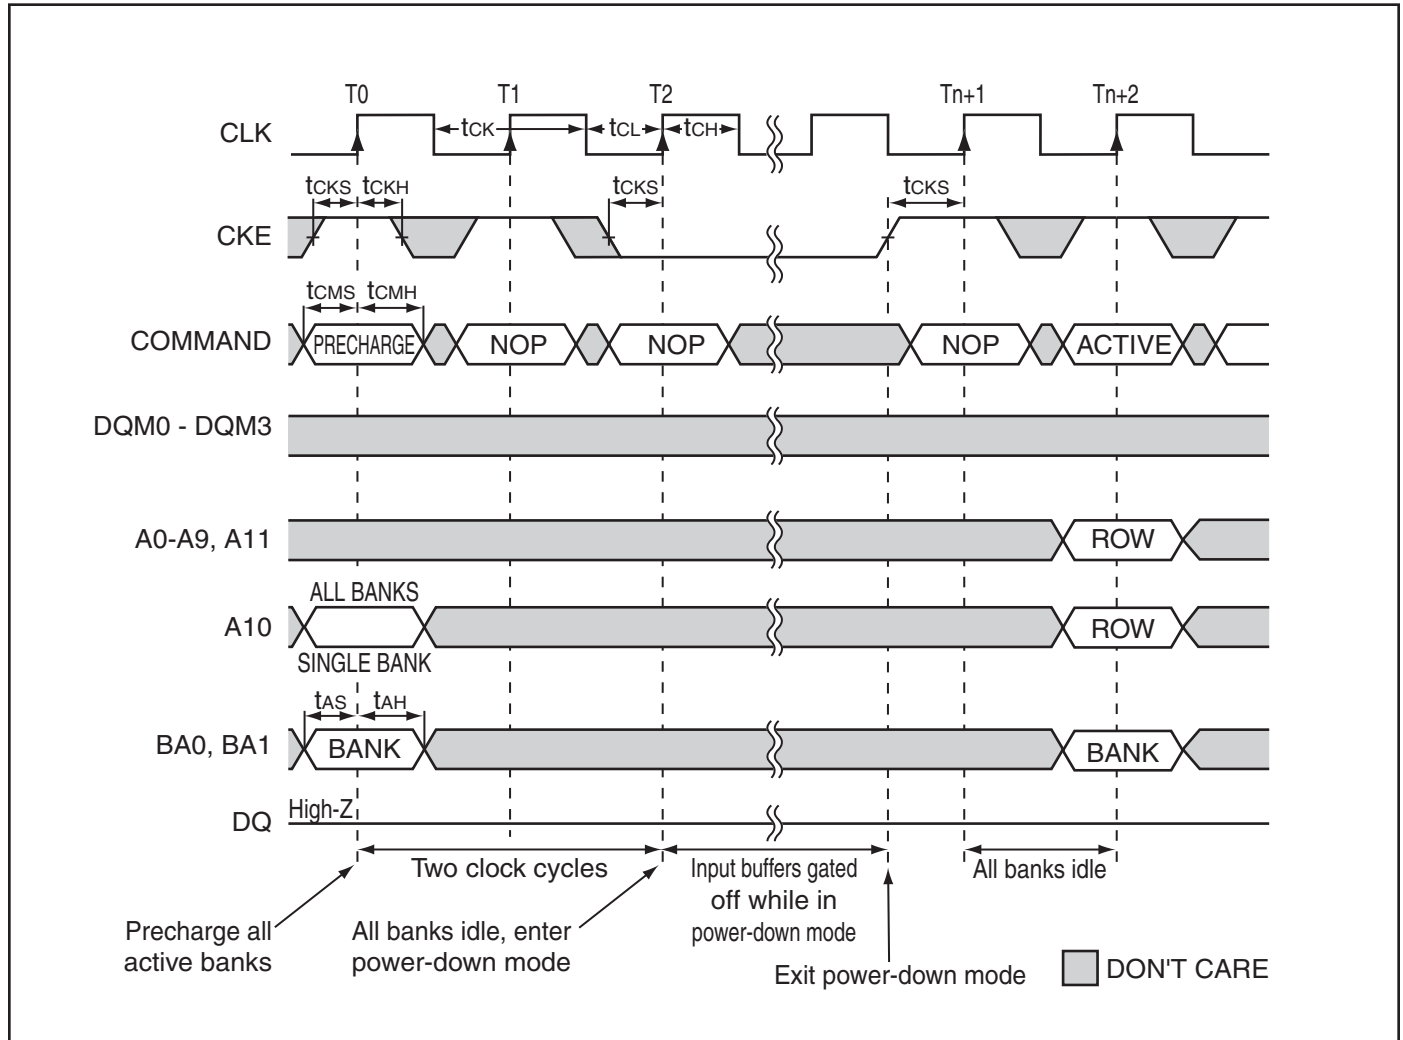 T0 T1 T2 Tn+1 Tn+2
CLK
tCK tCL tCH
tCKS tCKH tCKS tCKS
CKE
tCMS tCMH
COMMAND PRECHARGE NOP NOP NOP ACTIVE
DQM0 - DQM3
A0-A9, A11 ROW
ALL BANKS
A10 ROW
SINGLE BANK
tAS tAH
BA0, BA1 BANK BANK
High-Z
DQ
Two clock cycles
Input buffers gated
off while in
power-down mode
All banks idle
Precharge all
active banks
All banks idle, enter
power-down mode
Exit power-down mode
DON'T CARE